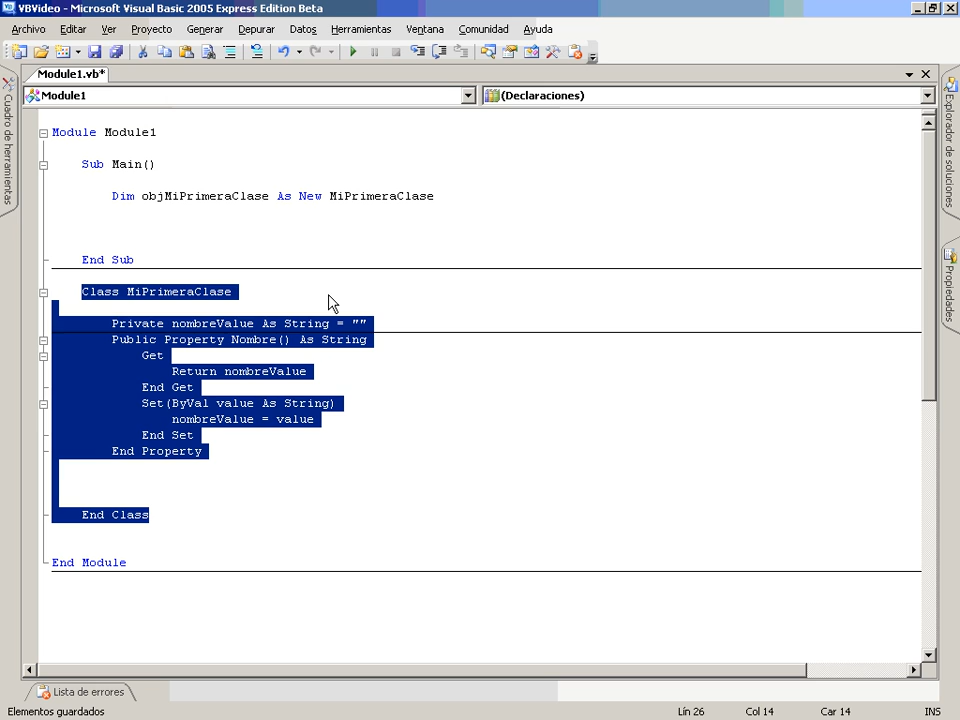 VBVideo - Microsoft Visual Basic 2005 Express Edition Beta
Archivo Editar Ver Proyecto Generar Depurar Datos Herramientas Ventana Comunidad Ayuda
Module1.vb*
Module1 (Declaraciones)
Cuadro de herramientas
Explorador de soluciones
Propiedades
Module Module1
Sub Main()
Dim objMiPrimeraClase As New MiPrimeraClase
End Sub
Class MiPrimeraClase
Private nombreValue As String = ""
Public Property Nombre() As String
Get
Return nombreValue
End Get
Set(ByVal value As String)
nombreValue = value
End Set
End Property
End Class
End Module
Lista de errores
Elementos guardados Lín 26 Col 14 Car 14 INS